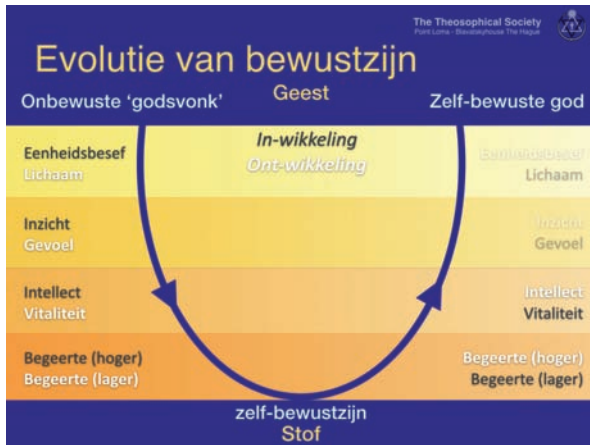 The Theosophical Society
Point Loma - Blavatskyhouse The Hague
Evolutie van bewustzijn
Onbewuste ‘godsvonk’
Geest
Zelf-bewuste god
In-wikkeling
Ont-wikkeling
Eenheidsbesef
Lichaam
Eenheidsbesef
Lichaam
Inzicht
Gevoel
Inzicht
Gevoel
Intellect
Vitaliteit
Intellect
Vitaliteit
Begeerte (hoger)
Begeerte (lager)
Begeerte (hoger)
Begeerte (lager)
zelf-bewustzijn
Stof